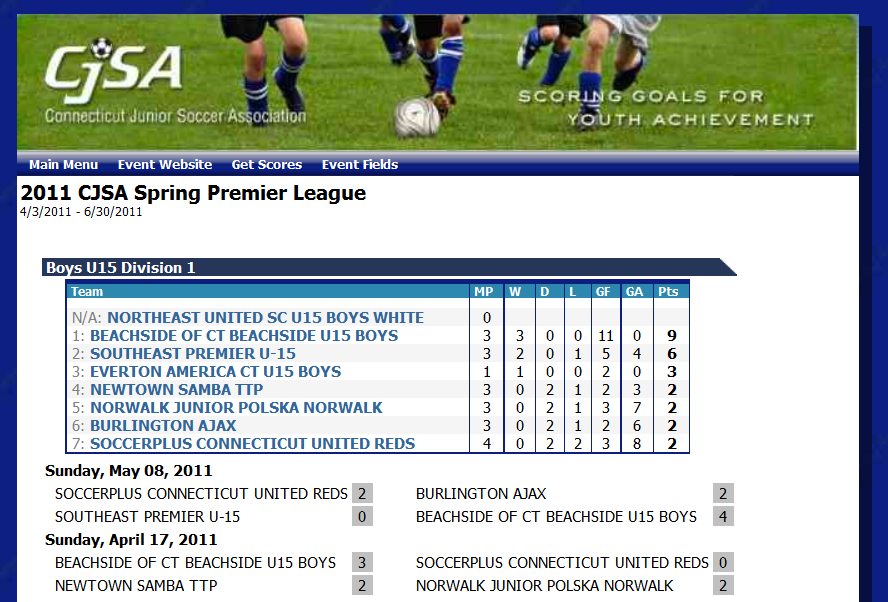 CJSA
Connecticut Junior Soccer Association
SCORING GOALS FOR
YOUTH ACHIEVEMENT
Main Menu Event Website Get Scores Event Fields
2011 CJSA Spring Premier League
4/3/2011 - 6/30/2011
Boys U15 Division 1
Team MP W D L GF GA Pts
N/A: NORTHEAST UNITED SC U15 BOYS WHITE 0
1: BEACHSIDE OF CT BEACHSIDE U15 BOYS 3 3 0 0 11 0 9
2: SOUTHEAST PREMIER U-15 3 2 0 1 5 4 6
3: EVERTON AMERICA CT U15 BOYS 1 1 0 0 2 0 3
4: NEWTOWN SAMBA TTP 3 0 2 1 2 3 2
5: NORWALK JUNIOR POLSKA NORWALK 3 0 2 1 3 7 2
6: BURLINGTON AJAX 3 0 2 1 2 6 2
7: SOCCERPLUS CONNECTICUT UNITED REDS 4 0 2 2 3 8 2
Sunday, May 08, 2011
SOCCERPLUS CONNECTICUT UNITED REDS 2 BURLINGTON AJAX 2
SOUTHEAST PREMIER U-15 0 BEACHSIDE OF CT BEACHSIDE U15 BOYS 4
Sunday, April 17, 2011
BEACHSIDE OF CT BEACHSIDE U15 BOYS 3 SOCCERPLUS CONNECTICUT UNITED REDS 0
NEWTOWN SAMBA TTP 2 NORWALK JUNIOR POLSKA NORWALK 2